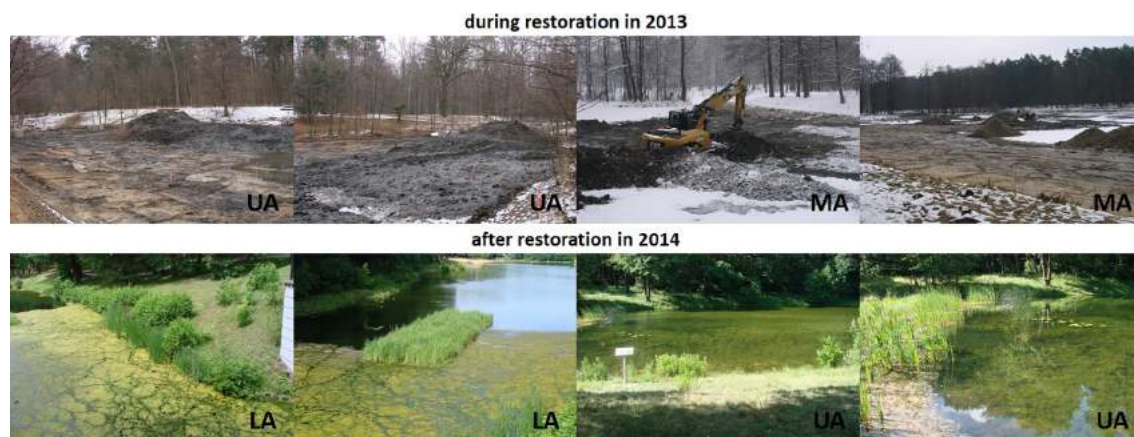 during restoration in 2013
UA
UA
MA
MA
after restoration in 2014
LA
LA
UA
UA